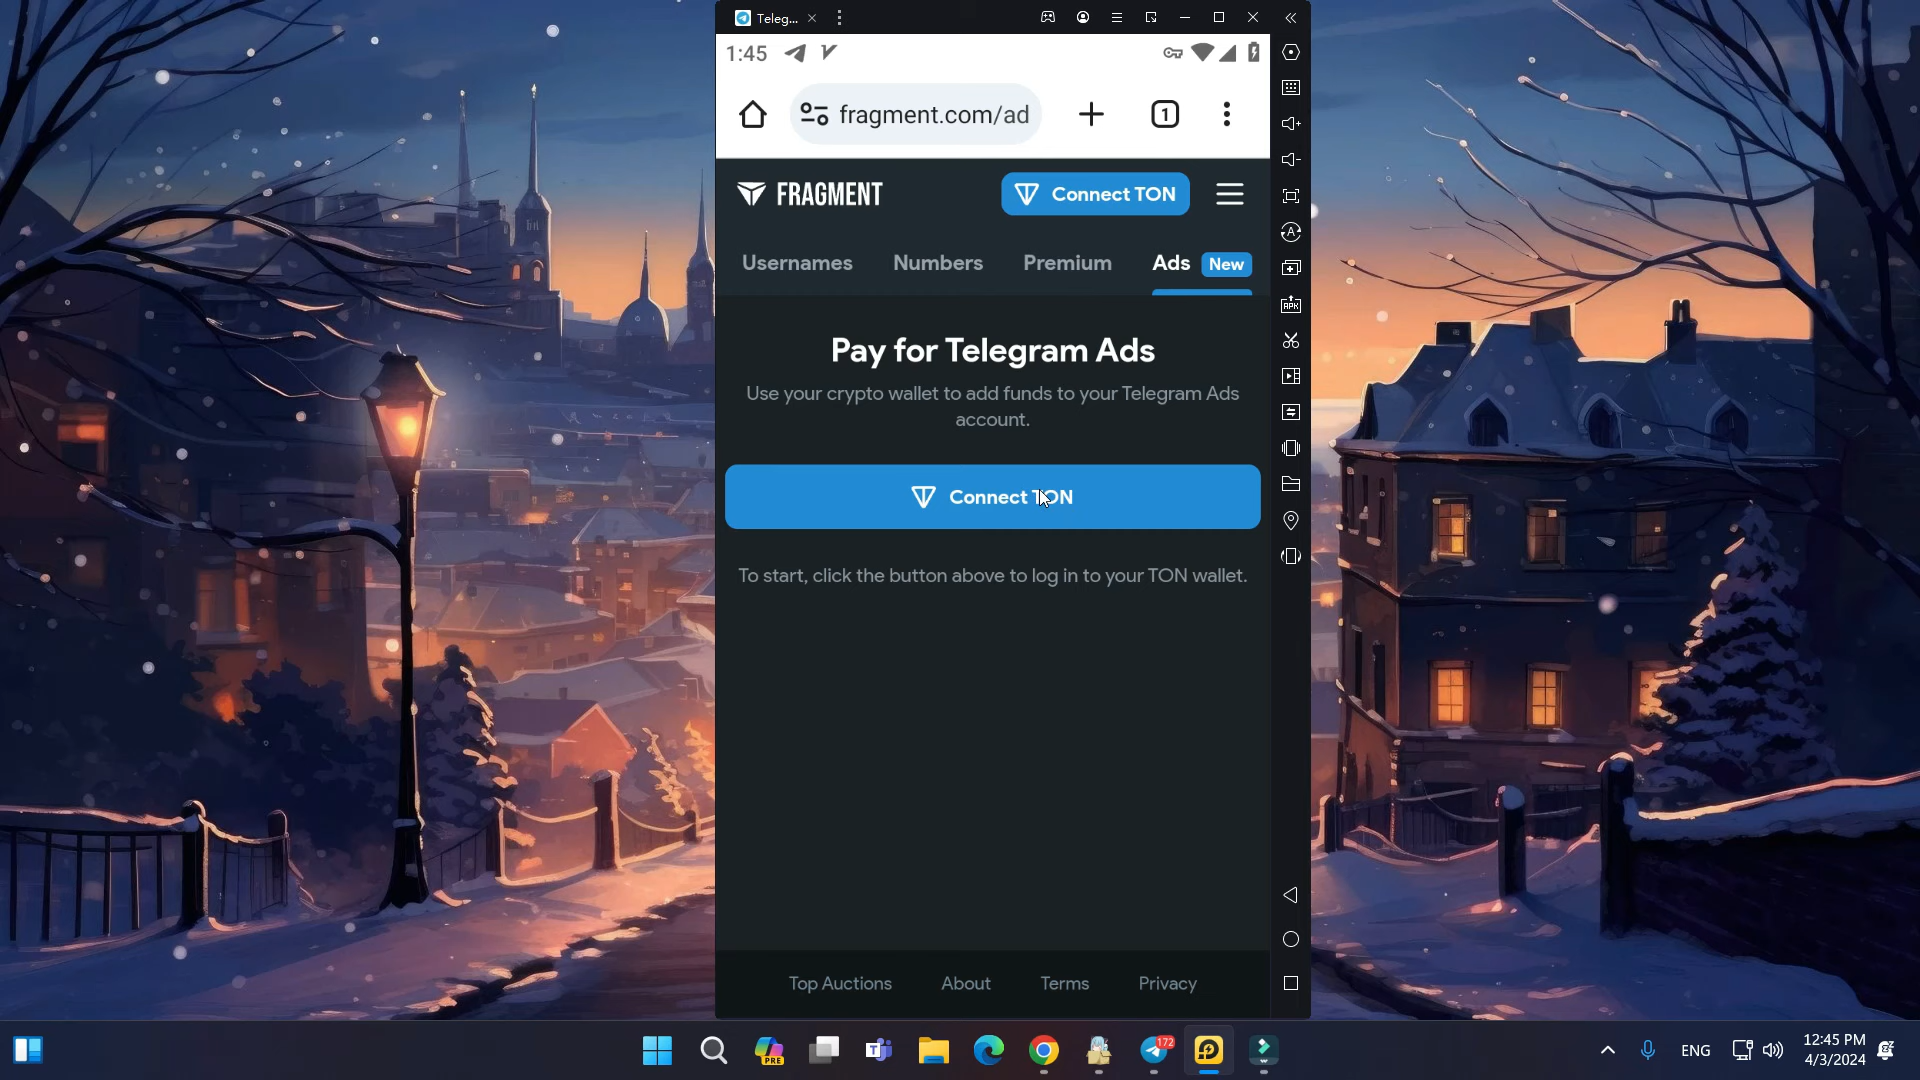 Teleg...
1:45
fragment.com/ad
1
FRAGMENT
Connect TON
Usernames
Numbers
Premium
Ads
New
Pay for Telegram Ads
Use your crypto wallet to add funds to your Telegram Ads
account.
Connect TON
To start, click the button above to log in to your TON wallet.
Top Auctions
About
Terms
Privacy
A
APK
PRE
T
172
ENG
12:45 PM
4/3/2024